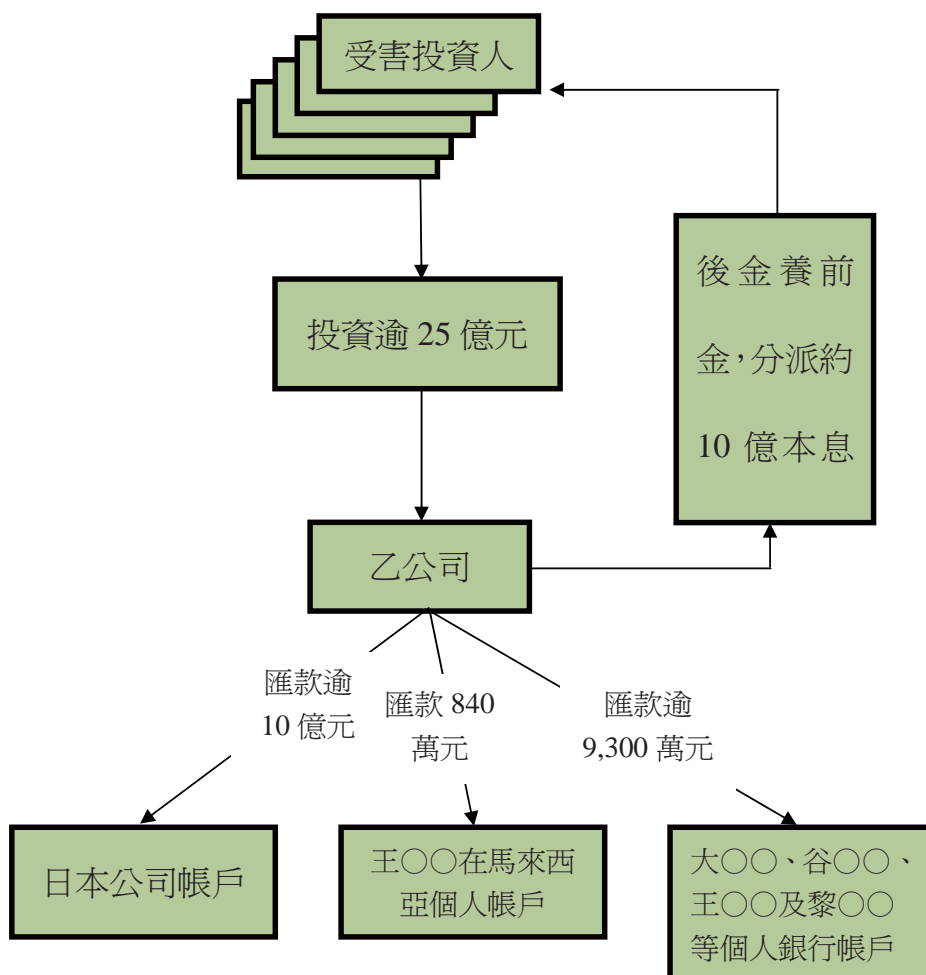 受害投資人
投資逾 25 億元
後金養前
金，分派約
10 億本息
乙公司
匯款逾
10 億元
匯款 840
萬元
匯款逾
9,300 萬元
日本公司帳戶
王○○在馬來西
亞個人帳戶
大○○、谷○○、
王○○及黎○○
等個人銀行帳戶